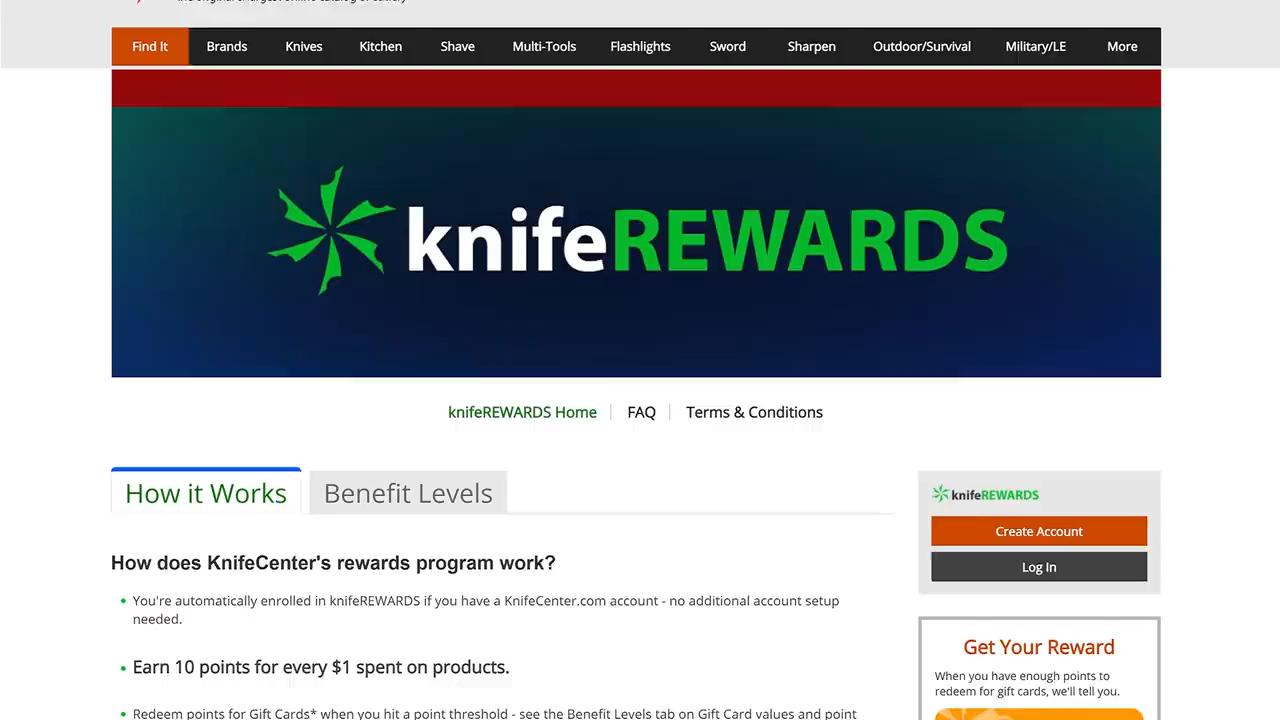 Find It Brands Knives Kitchen Shave Multi-Tools Flashlights Sword Sharpen Outdoor/Survival Military/LE More
knifeREWARDS
knifeREWARDS Home FAQ Terms & Conditions
How it Works Benefit Levels
How does KnifeCenter's rewards program work?
You're automatically enrolled in knifeREWARDS if you have a KnifeCenter.com account - no additional account setup
needed.
Earn 10 points for every $1 spent on products.
Redeem points for Gift Cards* when you hit a point threshold - see the Benefit Levels tab on Gift Card values and point
knifeREWARDS
Create Account
Log In
Get Your Reward
When you have enough points to
redeem for gift cards, we'll tell you.